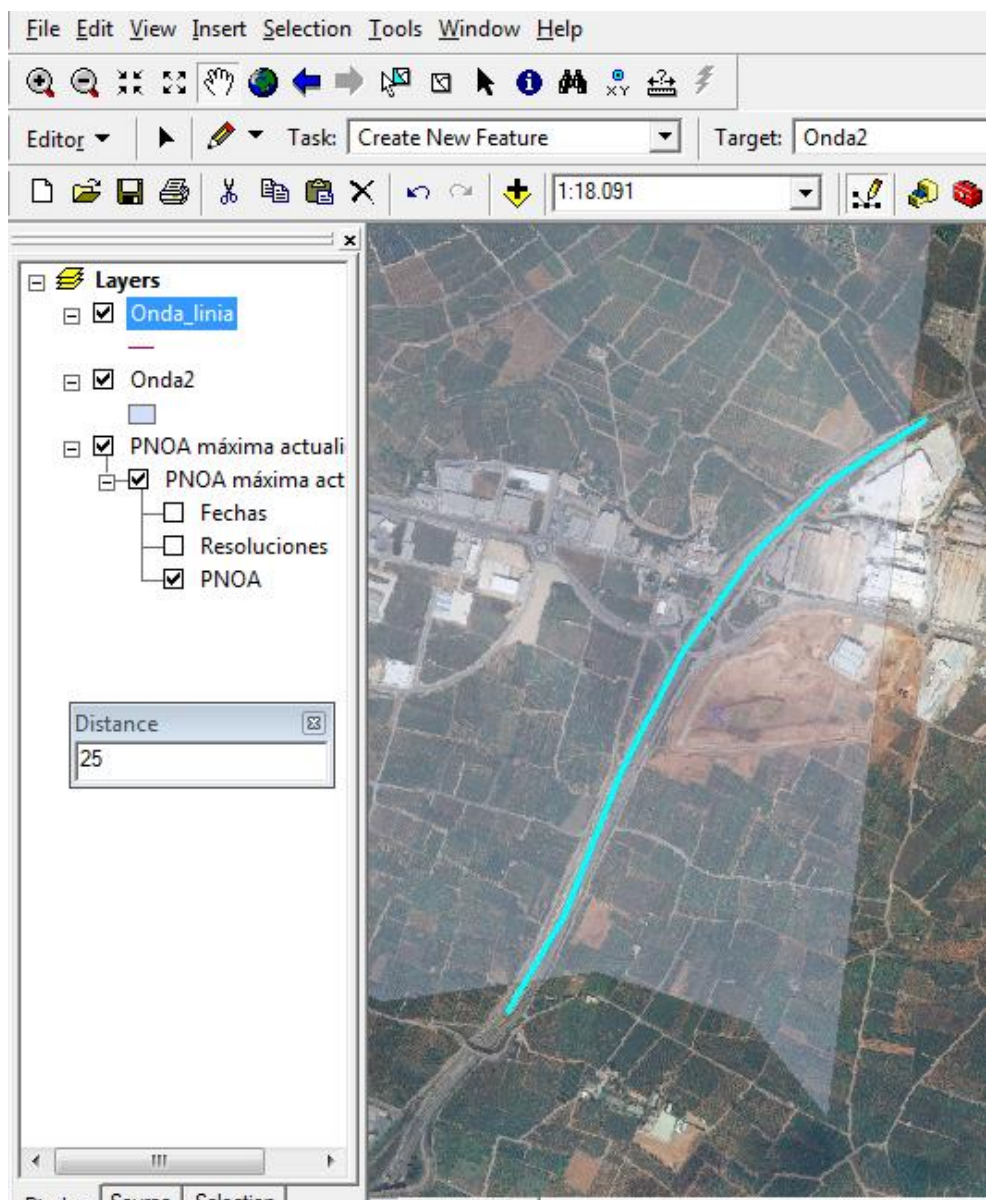 File Edit View Insert Selection Tools Window Help
XY
Editor Task: Create New Feature Target: Onda2
1:18.091
Layers
Onda_linia
Onda2
PNOA máxima actuali
PNOA máxima act
Fechas
Resoluciones
PNOA
Distance
25
Source Selection